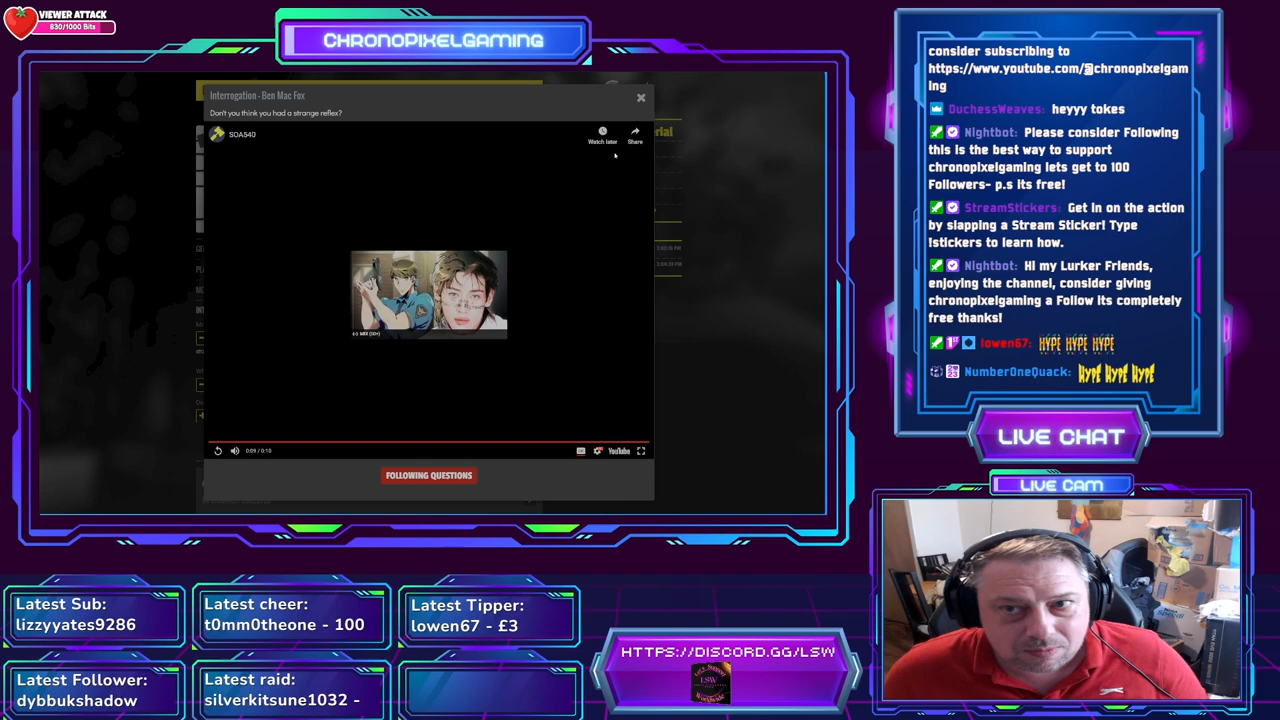 VIEWER ATTACK
830/1000 Bits
CHRONOPIXELGAMING
Interrogation - Ben Mac Fox
Don't you think you had a strange reflex?
SOA540
Watch later
Share
0:09 / 0:10
YouTube
FOLLOWING QUESTIONS
consider subscribing to
https://www.youtube.com/@chronopixelgam
ing
DuchessWeaves: heyyy tokes
Nightbot: Please consider Following
this is the best way to support
chronopixelgaming lets get to 100
Followers- p.s its free!
StreamStickers: Get in on the action
by slapping a Stream Sticker! Type
!stickers to learn how.
Nightbot: Hi my Lurker Friends,
enjoying the channel, consider giving
chronopixelgaming a Follow its completely
free thanks!
lowen67: HYPE HYPE HYPE
NumberOneQuack: HYPE HYPE HYPE
LIVE CHAT
LIVE CAM
Latest Sub:
lizzyyates9286
Latest cheer:
t0mm0theone - 100
Latest Tipper:
lowen67 - £3
Latest Follower:
dybbukshadow
Latest raid:
silverkitsune1032 -
HTTPS://DISCORD.GG/LSW
LSW